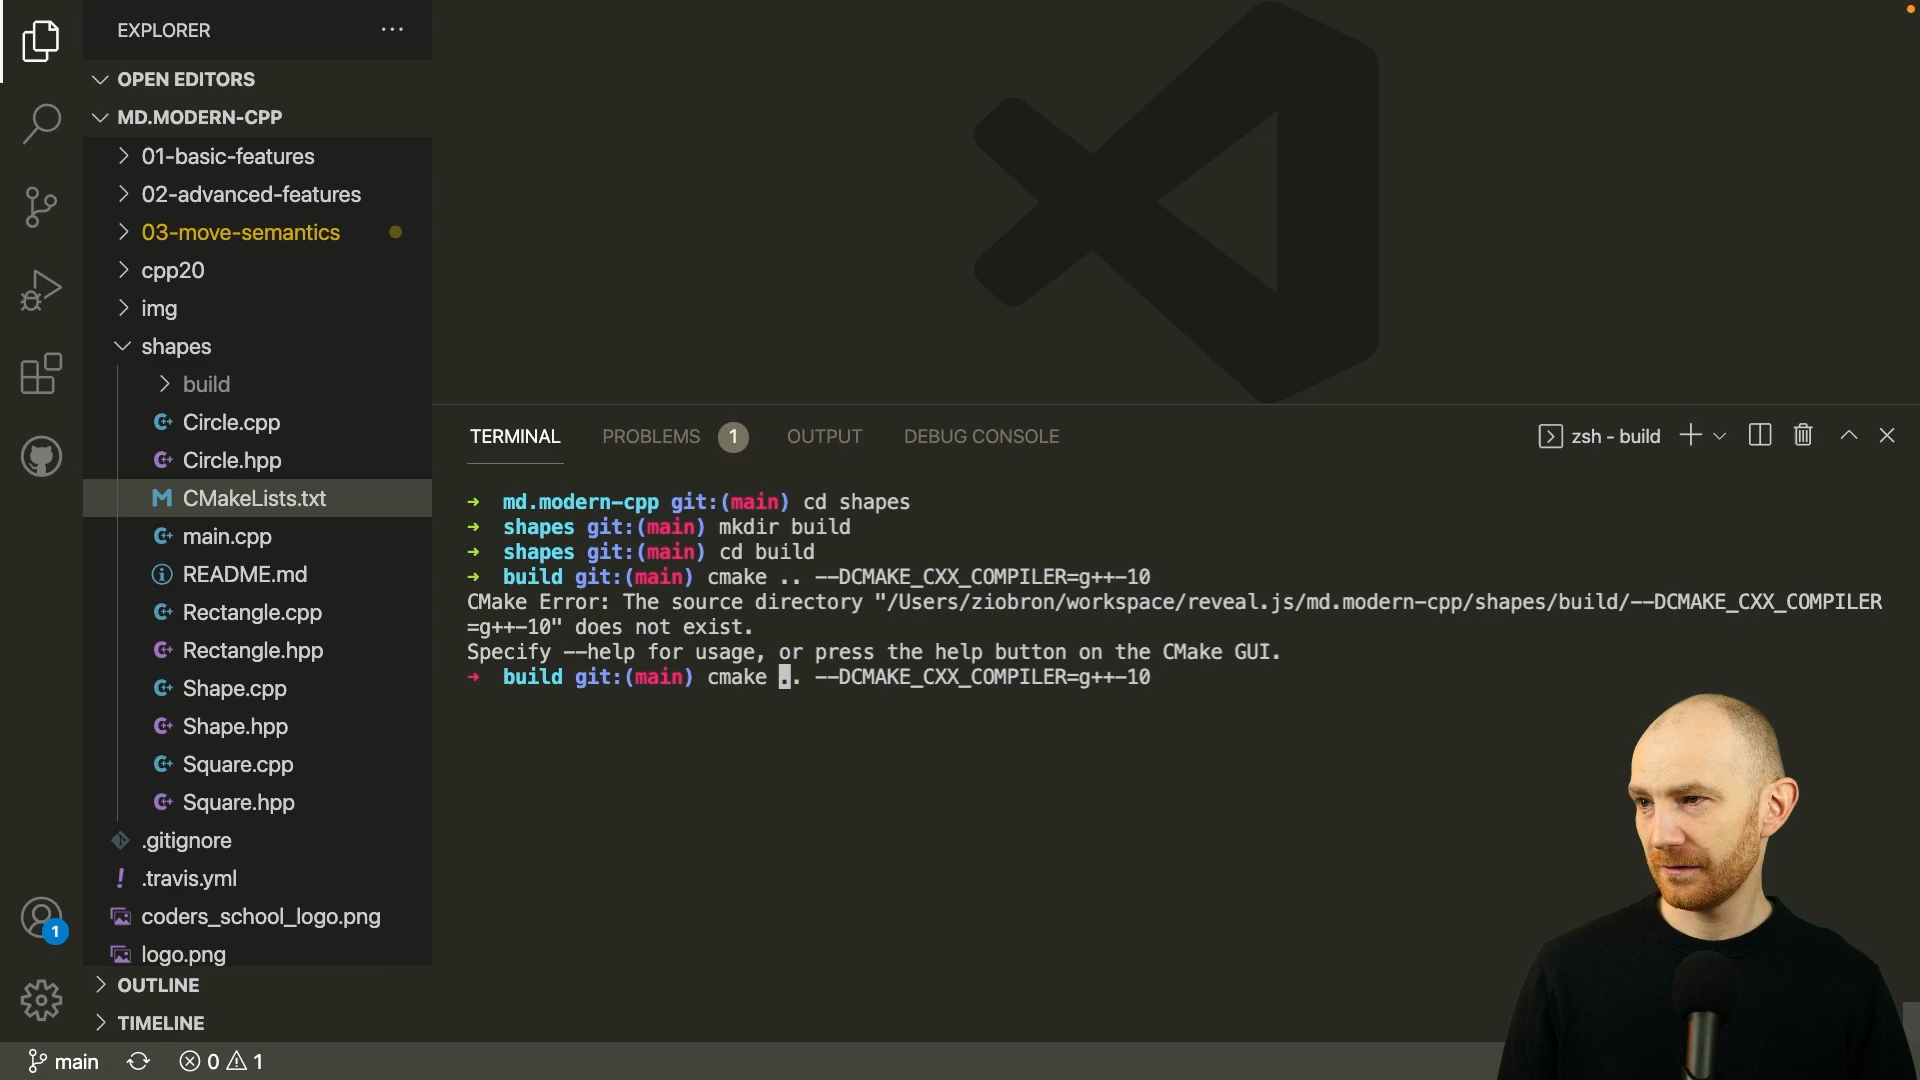 EXPLORER
OPEN EDITORS
MD.MODERN-CPP
01-basic-features
02-advanced-features
03-move-semantics
cpp20
img
shapes
build
Circle.cpp
Circle.hpp
CMakeLists.txt
main.cpp
README.md
Rectangle.cpp
Rectangle.hpp
Shape.cpp
Shape.hpp
Square.cpp
Square.hpp
.gitignore
.travis.yml
coders_school_logo.png
logo.png
OUTLINE
TIMELINE
1
main
0 1
TERMINAL PROBLEMS 1 OUTPUT DEBUG CONSOLE
zsh - build
➜ md.modern-cpp git:(main) cd shapes
➜ shapes git:(main) mkdir build
➜ shapes git:(main) cd build
➜ build git:(main) cmake .. --DCMAKE_CXX_COMPILER=g++-10
CMake Error: The source directory "/Users/ziobron/workspace/reveal.js/md.modern-cpp/shapes/build/--DCMAKE_CXX_COMPILER
=g++-10" does not exist.
Specify --help for usage, or press the help button on the CMake GUI.
➜ build git:(main) cmake .. --DCMAKE_CXX_COMPILER=g++-10